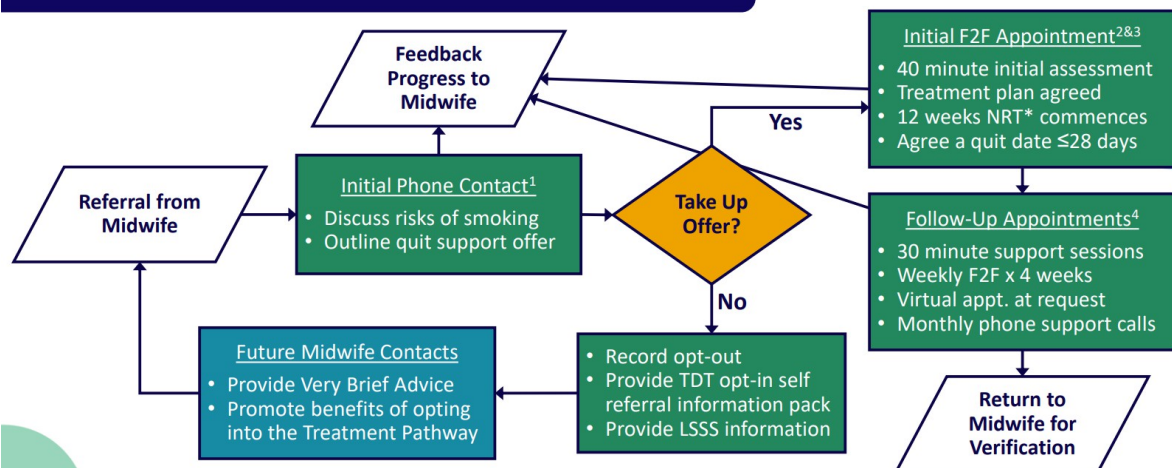 Feedback
Progress to
Midwife
Initial F2F Appointment2&3
• 40 minute initial assessment
• Treatment plan agreed
• 12 weeks NRT* commences
• Agree a quit date ≤28 days
Yes
Referral from
Midwife
Initial Phone Contact1
• Discuss risks of smoking
• Outline quit support offer
Take Up
Offer?
Follow-Up Appointments4
• 30 minute support sessions
• Weekly F2F x 4 weeks
• Virtual appt. at request
• Monthly phone support calls
No
Future Midwife Contacts
• Provide Very Brief Advice
• Promote benefits of opting
into the Treatment Pathway
• Record opt-out
• Provide TDT opt-in self
referral information pack
• Provide LSSS information
Return to
Midwife for
Verification